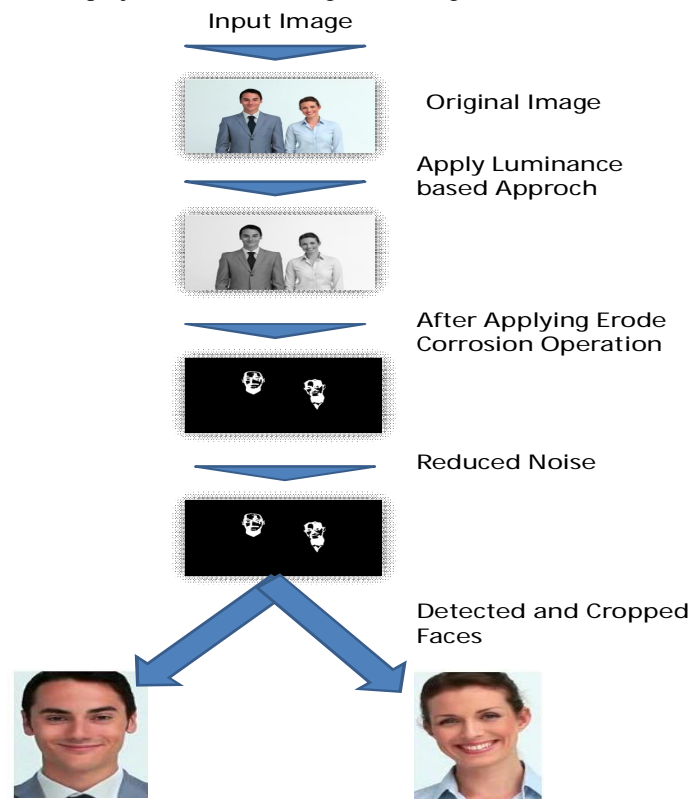 Input Image
Original Image
Apply Luminance
based Approch
After Applying Erode
Corrosion Operation
Reduced Noise
Detected and Cropped
Faces